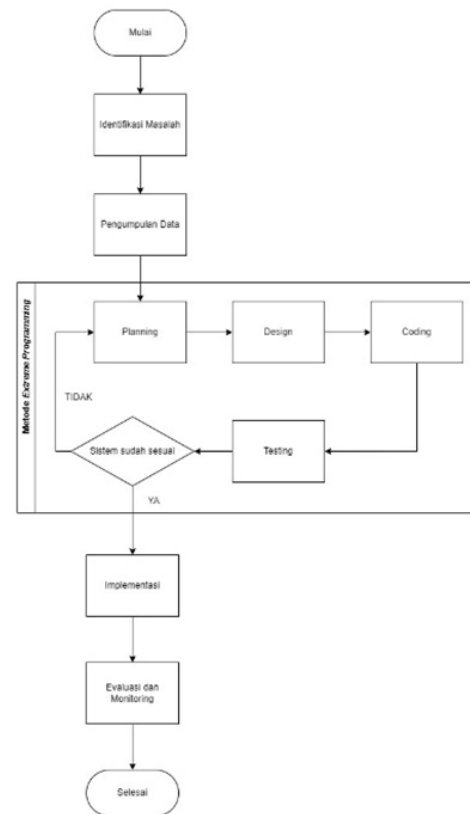 Mulai
Identifikasi Masalah
Pengumpulan Data
Metode Extreme Programming
Planning
Design
Coding
TIDAK
Sistem sudah sesuai
Testing
YA
Implementasi
Evaluasi dan
Monitoring
Selesai